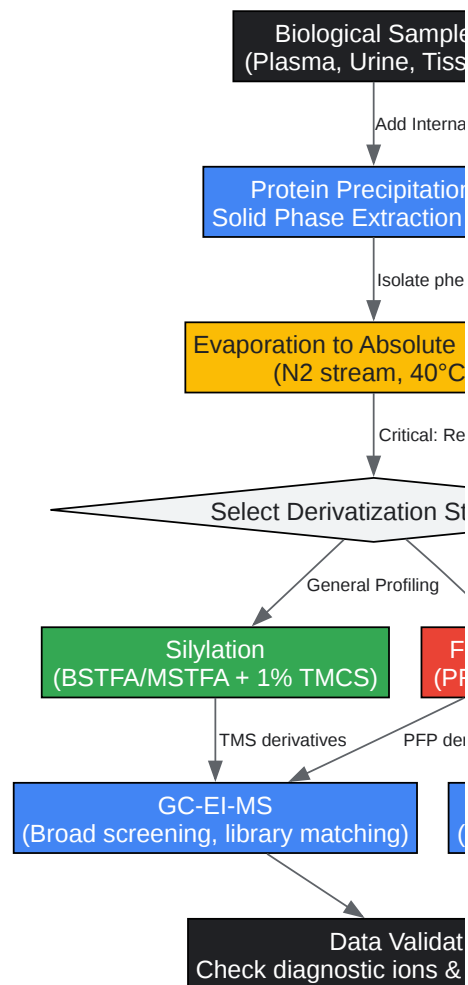 Biological Sample
(Plasma, Urine, Tiss
Add Interna
Protein Precipitation
Solid Phase Extraction
Isolate phe
Evaporation to Absolute
(N2 stream, 40°C
Critical: Re
Select Derivatization St
General Profiling
Silylation
(BSTFA/MSTFA + 1% TMCS)
F
(PF
TMS derivatives
PFP der
GC-EI-MS
(Broad screening, library matching)
(
Data Validat
Check diagnostic ions &